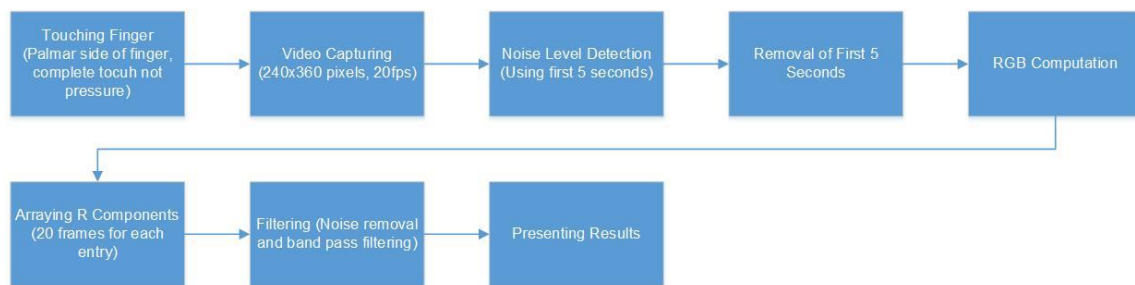 Touching Finger
(Palmar side of finger,
complete tocuh not
pressure)
Video Capturing
(240x360 pixels, 20fps)
Noise Level Detection
(Using first 5 seconds)
Removal of First 5
Seconds
RGB Computation
Arraying R Components
(20 frames for each
entry)
Filtering (Noise removal
and band pass filtering)
Presenting Results